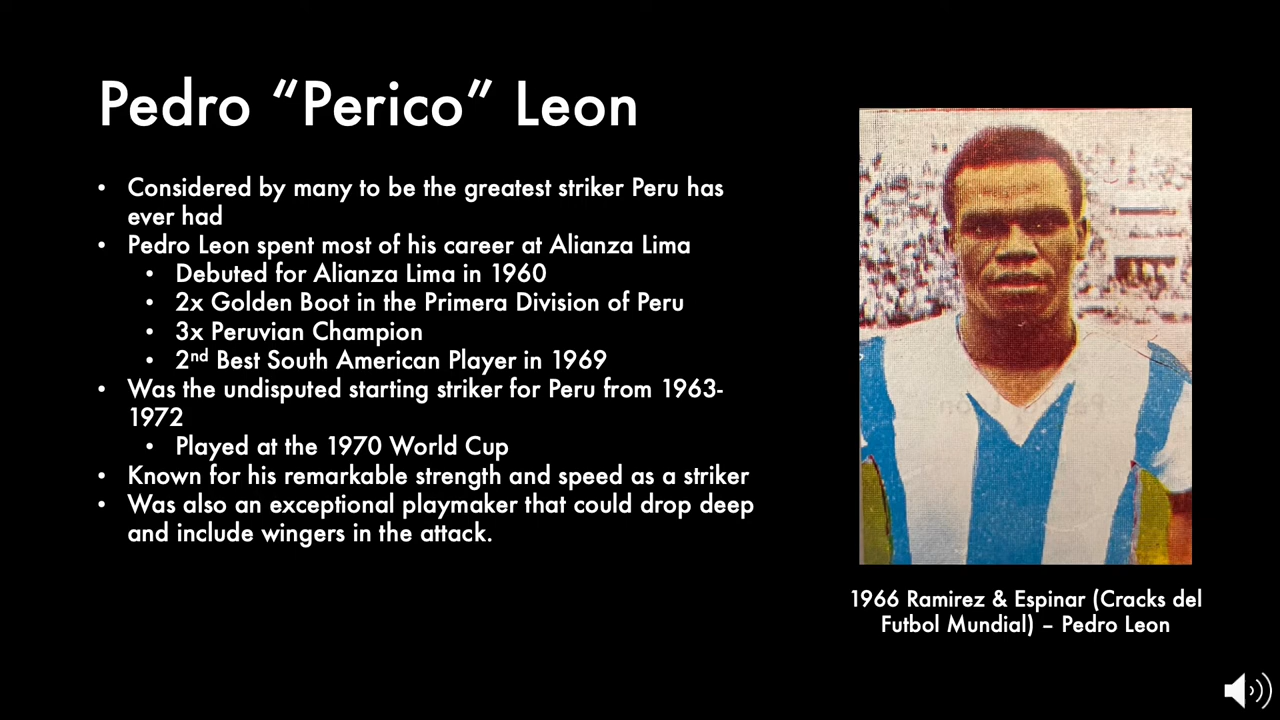 Pedro “Perico” Leon
• Considered by many to be the greatest striker Peru has
ever had
• Pedro Leon spent most of his career at Alianza Lima
• Debuted for Alianza Lima in 1960
• 2x Golden Boot in the Primera Division of Peru
• 3x Peruvian Champion
• 2nd Best South American Player in 1969
• Was the undisputed starting striker for Peru from 1963-
1972
• Played at the 1970 World Cup
• Known for his remarkable strength and speed as a striker
• Was also an exceptional playmaker that could drop deep
and include wingers in the attack.
1966 Ramirez & Espinar (Cracks del
Futbol Mundial) – Pedro Leon